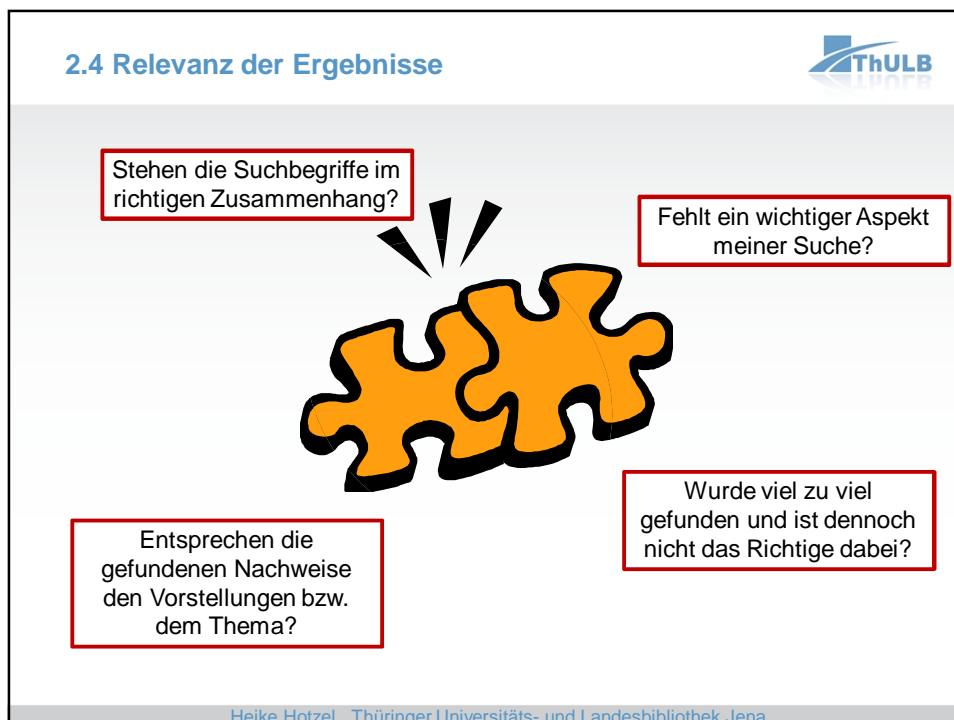 2.4 Relevanz der Ergebnisse
ThULB
Stehen die Suchbegriffe im
richtigen Zusammenhang?
Fehlt ein wichtiger Aspekt
meiner Suche?
Wurde viel zu viel
gefunden und ist dennoch
nicht das Richtige dabei?
Entsprechen die
gefundenen Nachweise
den Vorstellungen bzw.
dem Thema?
Heike Hotzel, Thüringer Universitäts- und Landesbibliothek Jena